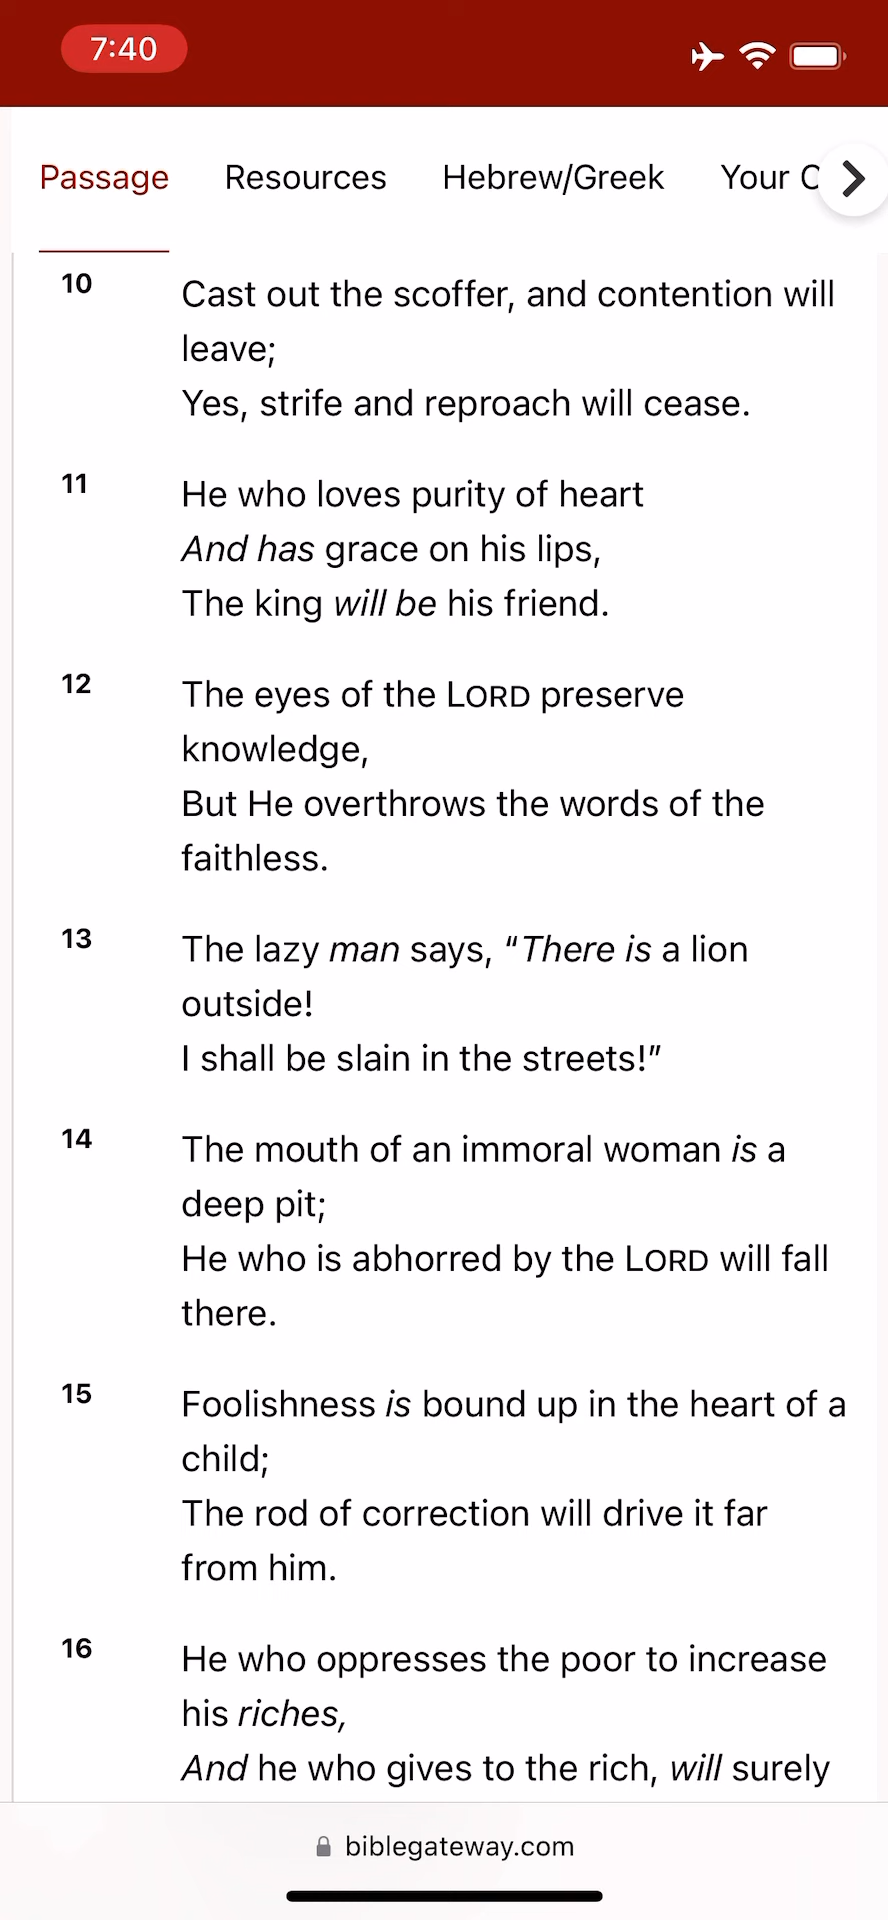 7:40
Passage
Resources
Hebrew/Greek
Your
10
Cast out the scoffer, and contention will
leave;
Yes, strife and reproach will cease.
11
He who loves purity of heart
And has grace on his lips,
The king will be his friend.
12
The eyes of the LORD preserve
knowledge,
But He overthrows the words of the
faithless.
13
The lazy man says, “There is a lion
outside!
I shall be slain in the streets!”
14
The mouth of an immoral woman is a
deep pit;
He who is abhorred by the LORD will fall
there.
15
Foolishness is bound up in the heart of a
child;
The rod of correction will drive it far
from him.
16
He who oppresses the poor to increase
his riches,
And he who gives to the rich, will surely
biblegateway.com